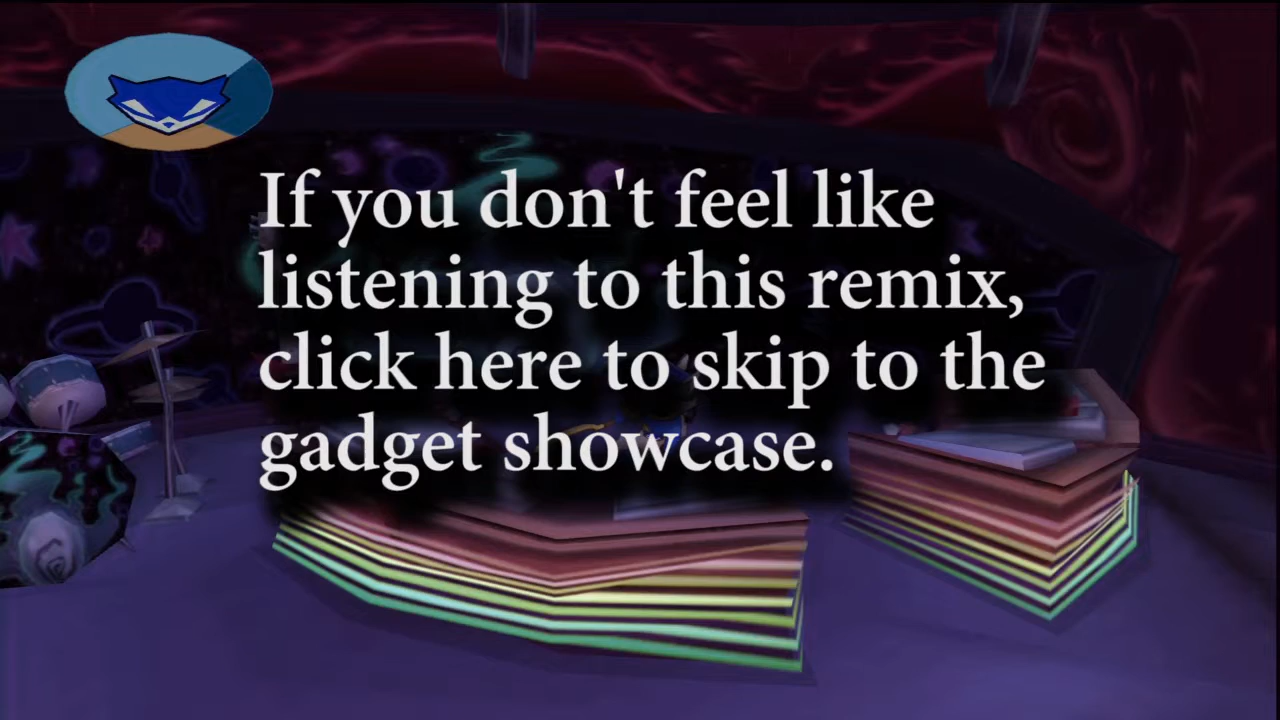 If you don't feel like
listening to this remix,
click here to skip to the
gadget showcase.